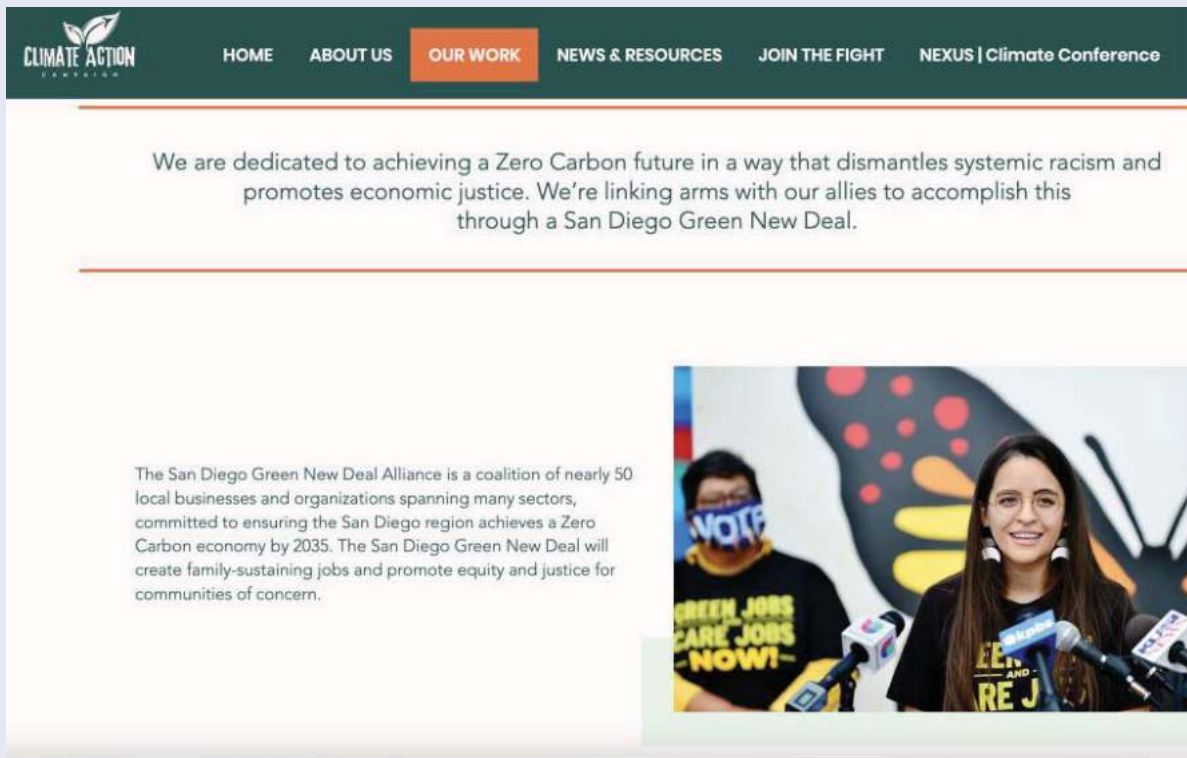 CLIMATE ACTION
CAMPAIGN
HOME
ABOUT US
OUR WORK
NEWS & RESOURCES
JOIN THE FIGHT
NEXUS | Climate Conference
We are dedicated to achieving a Zero Carbon future in a way that dismantles systemic racism and
promotes economic justice. We're linking arms with our allies to accomplish this
through a San Diego Green New Deal.
The San Diego Green New Deal Alliance is a coalition of nearly 50
local businesses and organizations spanning many sectors,
committed to ensuring the San Diego region achieves a Zero
Carbon economy by 2035. The San Diego Green New Deal will
create family-sustaining jobs and promote equity and justice for
communities of concern.
VOTE
GREEN JOBS
CARE JOBS
NOW!
kpbs
AND